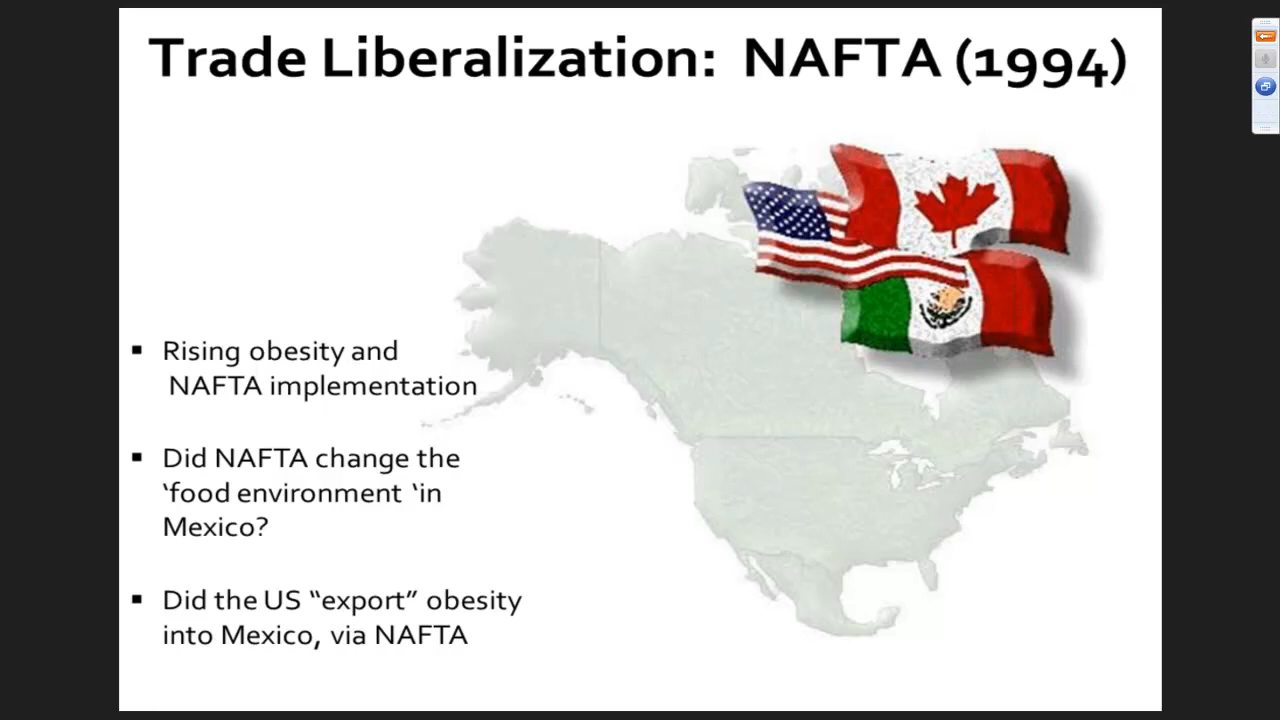 Trade Liberalization: NAFTA (1994)
▪ Rising obesity and
NAFTA implementation
▪ Did NAFTA change the
‘food environment ‘in
Mexico?
▪ Did the US “export” obesity
into Mexico, via NAFTA